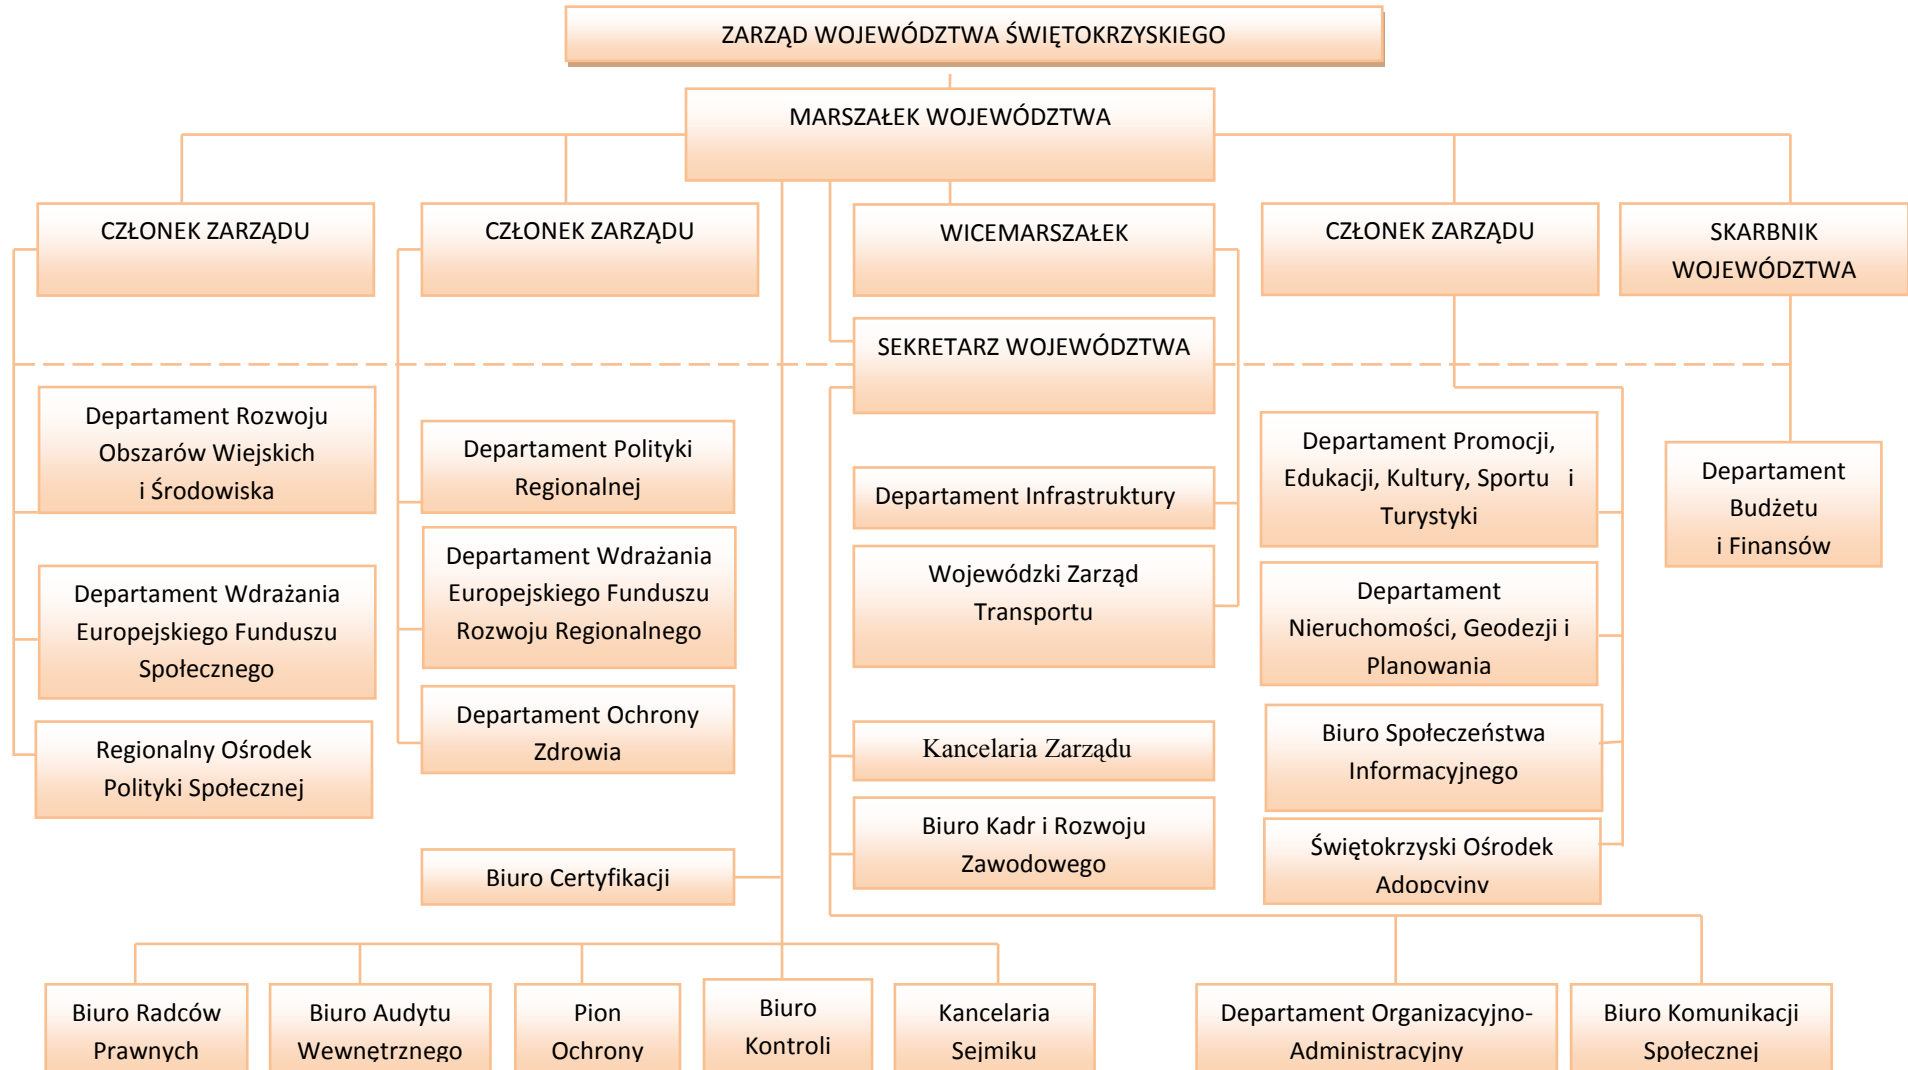 ZARZĄD WOJEWÓDZTWA ŚWIĘTOKRZYSKIEGO
MARSZAŁEK WOJEWÓDZTWA
CZŁONEK ZARZĄDU
CZŁONEK ZARZĄDU
WICEMARSZAŁEK
CZŁONEK ZARZĄDU
SKARBNIK
WOJEWÓDZTWA
SEKRETARZ WOJEWÓDZTWA
Departament Rozwoju
Obszarów Wiejskich
i Środowiska
Departament Wdrażania
Europejskiego Funduszu
Społecznego
Regionalny Ośrodek
Polityki Społecznej
Departament Polityki
Regionalnej
Departament Wdrażania
Europejskiego Funduszu
Rozwoju Regionalnego
Departament Ochrony
Zdrowia
Biuro Certyfikacji
Departament Infrastruktury
Wojewódzki Zarząd
Transportu
Kancelaria Zarządu
Biuro Kadr i Rozwoju
Zawodowego
Departament Promocji,
Edukacji, Kultury, Sportu i
Turystyki
Departament
Nieruchomości, Geodezji i
Planowania
Biuro Społeczeństwa
Informacyjnego
Świętokrzyski Ośrodek
Adopcyjny
Departament
Budżetu
i Finansów
Biuro Radców
Prawnych
Biuro Audytu
Wewnętrznego
Pion
Ochrony
Biuro
Kontroli
Kancelaria
Sejmiku
Departament Organizacyjno-
Administracyjny
Biuro Komunikacji
Społecznej